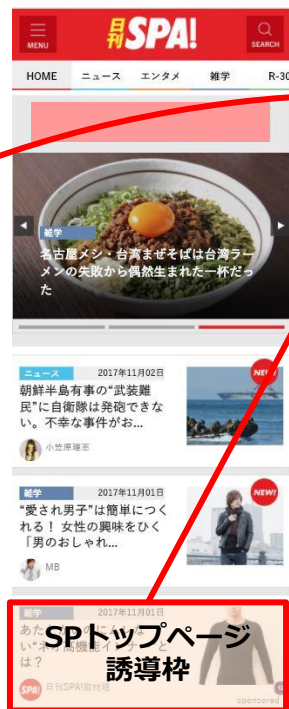 MENU
日刊SPA!
SEARCH
HOME ニュース エンタメ 雑学 R-30
雑学
名古屋メシ・台湾まぜそばは台湾ラー
メンの失敗から偶然生まれた一杯だっ
た
ニュース 2017年11月02日
NEW!
朝鮮半島有事の“武装難
民”に自衛隊は発砲できな
い。不幸な事件がお...
小笠原理恵
雑学 2017年11月01日
NEW!
“愛され男子”は簡単につく
れる！ 女性の興味をひく
「男のおしゃれ...
MB
雑学 2017年11月01日
SPトップページ
誘導枠
は？
SPA! 日刊SPA!取材班
sponsored